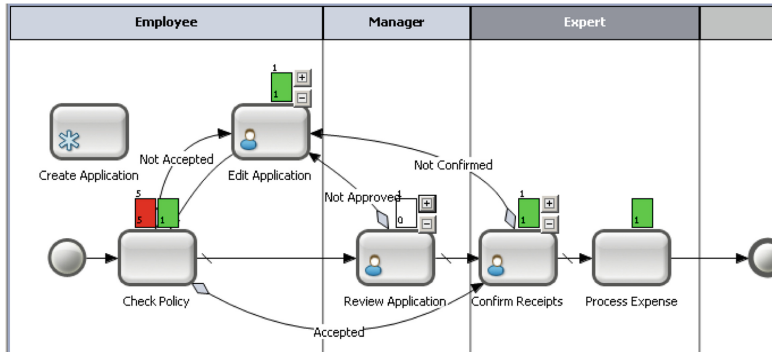 Employee
Manager
Expert
1
1
Create Application
Not Accepted
Edit Application
Not Confirmed
Not Approved
5
5
1
1
0
1
1
1
Check Policy
Review Application
Confirm Receipts
Process Expense
Accepted